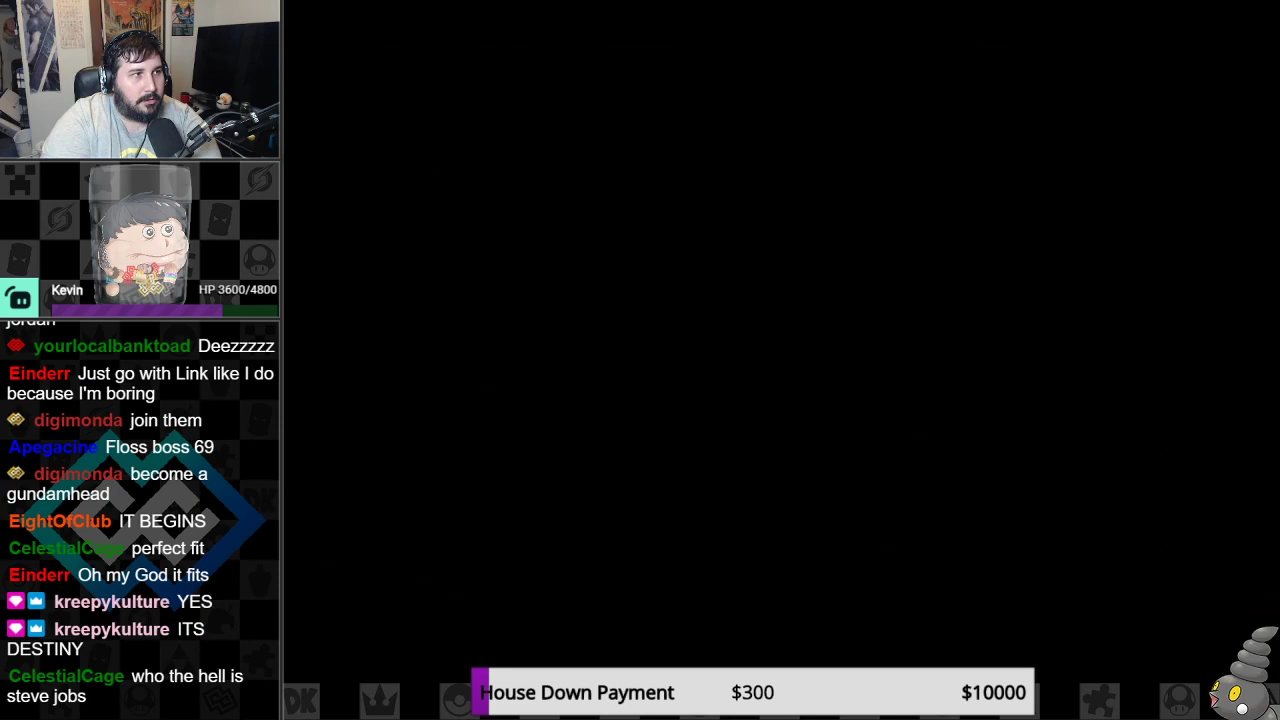 Kevin HP 3600/4800
yourlocalbanktoad Deezzzzz
Einderr Just go with Link like I do
because I'm boring
digimonda join them
Apegacine Floss boss 69
digimonda become a
gundamhead
EightOfClub IT BEGINS
CelestialCage perfect fit
Einderr Oh my God it fits
kreepykulture YES
kreepykulture ITS
DESTINY
CelestialCage who the hell is
steve jobs
House Down Payment $300 $10000
DK